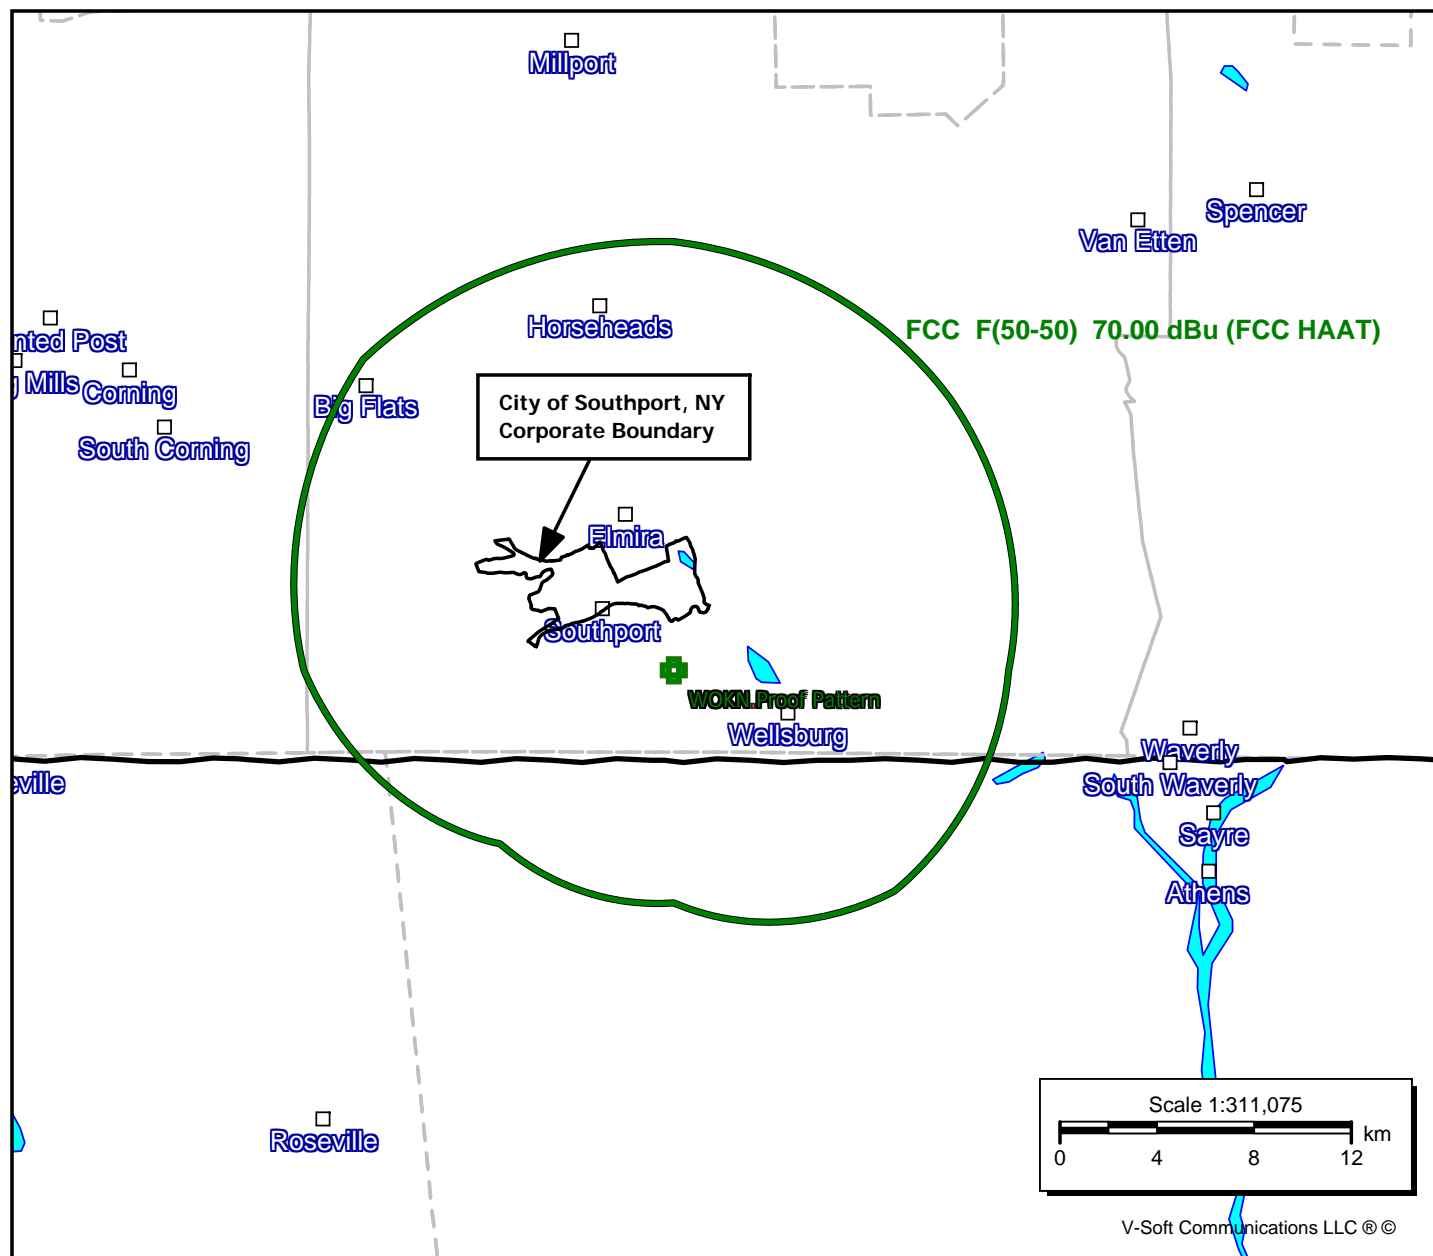 Millport
Spencer
Van Etten
Horseheads
FCC F(50-50) 70.00 dBu (FCC HAAT)
nted Post
g Mills
Corning
Big Flats
City of Southport, NY
Corporate Boundary
South Corning
Elmira
Southport
WOKN.Proof Pattern
Wellsburg
Waverly
eville
South Waverly
Sayre
Athens
Roseville
Scale 1:311,075
km
0 4 8 12
V-Soft Communications LLC ® ©